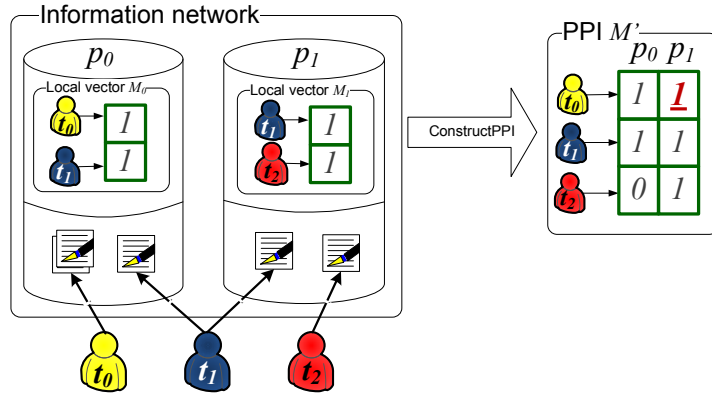 Information network
p0
p1
Local vector M0
Local vector M1
t0
1
t1
1
t1
1
t2
1
ConstructPPI
PPI M'
p0 p1
t0 1 1
t1 1 1
t2 0 1
t0
t1
t2